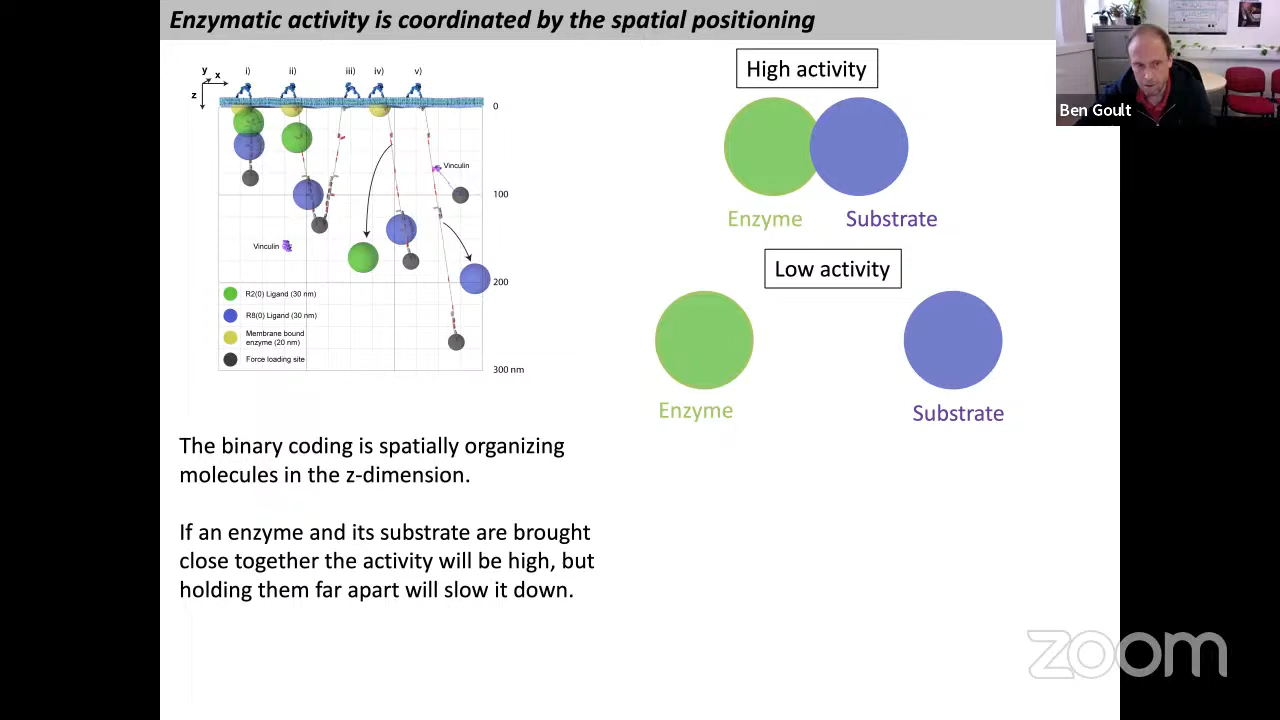 Enzymatic activity is coordinated by the spatial positioning
y
x
z
i)
ii)
iii)
iv)
v)
0
100
200
300 nm
Vinculin
Vinculin
R2(0) Ligand (30 nm)
R8(0) Ligand (30 nm)
Membrane bound
enzyme (20 nm)
Force loading site
The binary coding is spatially organizing
molecules in the z-dimension.
If an enzyme and its substrate are brought
close together the activity will be high, but
holding them far apart will slow it down.
High activity
Enzyme
Substrate
Low activity
Enzyme
Substrate
Ben Goult
zoom